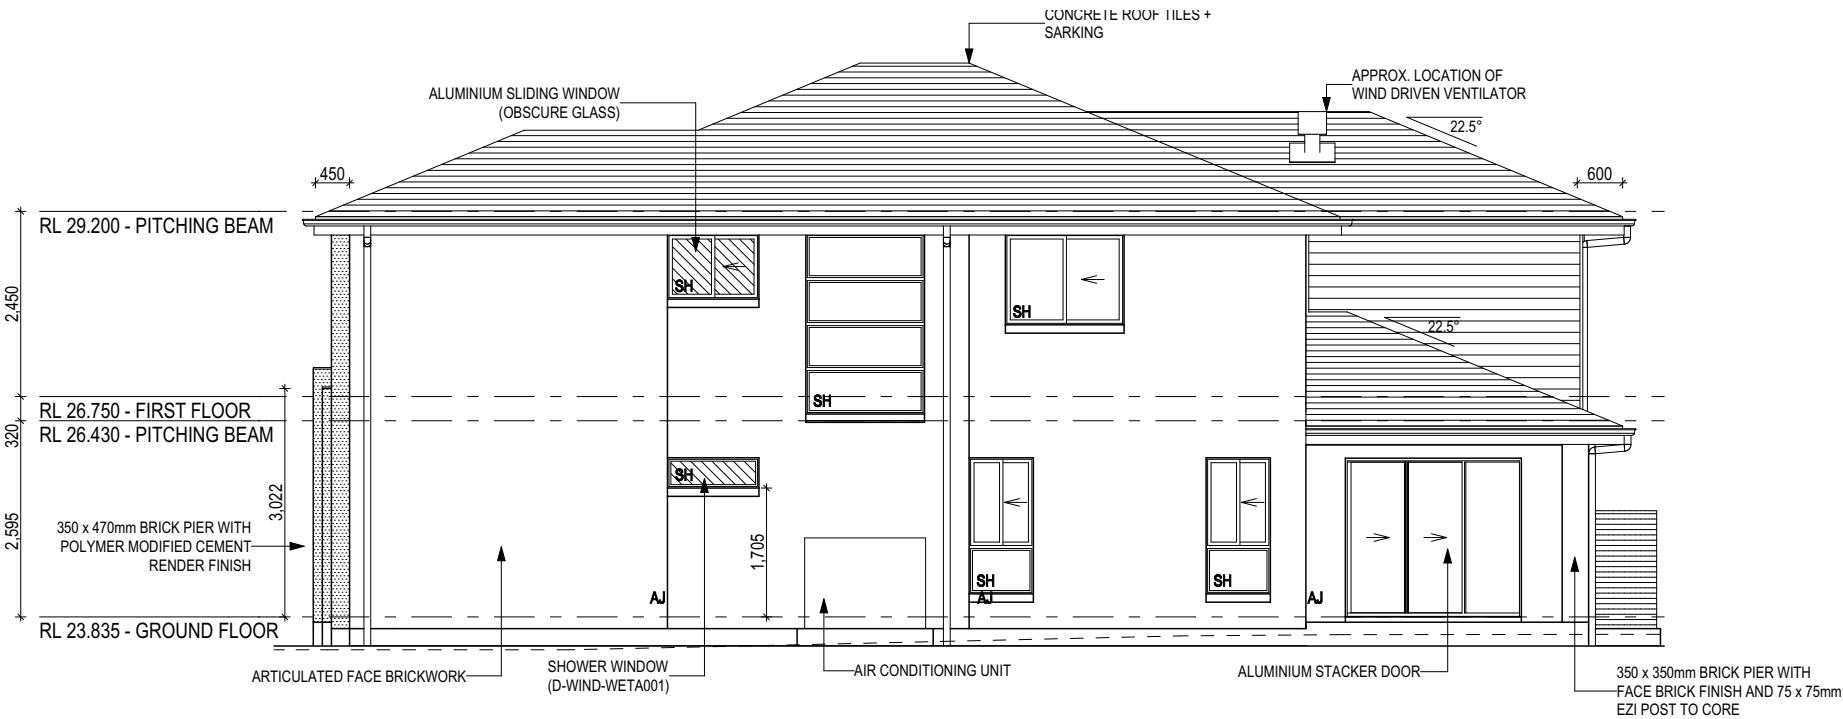 CONCRETE ROOF TILES +
SARKING
ALUMINIUM SLIDING WINDOW
(OBSCURE GLASS)
APPROX. LOCATION OF
WIND DRIVEN VENTILATOR
22.5°
450
600
RL 29.200 - PITCHING BEAM
2,450
SH
SH
SH
22.5°
RL 26.750 - FIRST FLOOR
320
RL 26.430 - PITCHING BEAM
SH
3,022
2,595
350 x 470mm BRICK PIER WITH
POLYMER MODIFIED CEMENT
RENDER FINISH
1,705
SH
SH
AJ
AJ
AJ
RL 23.835 - GROUND FLOOR
ARTICULATED FACE BRICKWORK
SHOWER WINDOW
(D-WIND-WETA001)
AIR CONDITIONING UNIT
ALUMINIUM STACKER DOOR
350 x 350mm BRICK PIER WITH
FACE BRICK FINISH AND 75 x 75mm
EZI POST TO CORE